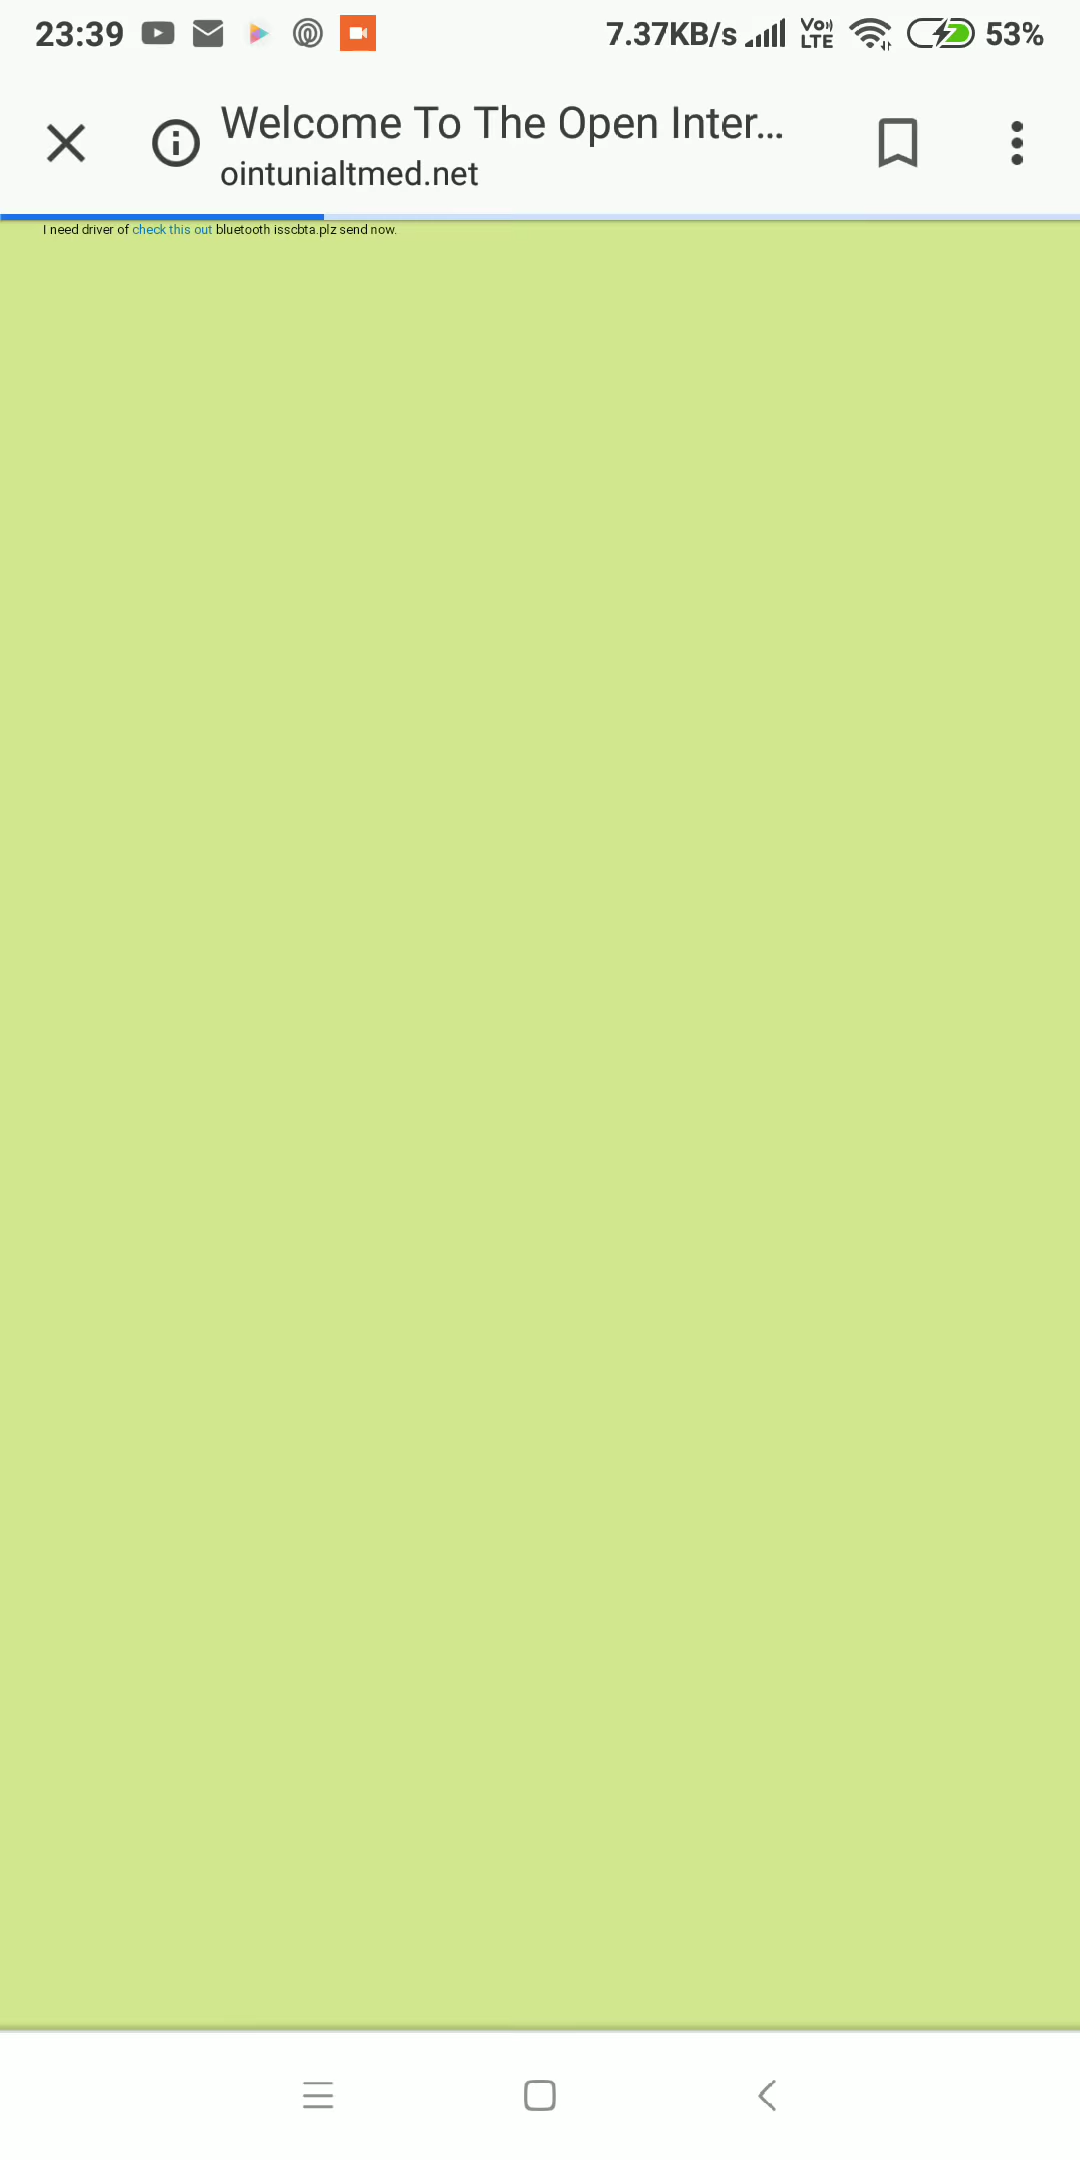 23:39 7.37KB/s VoLTE 53%
Welcome To The Open Inter...
ointunialtmed.net
I need driver of check this out bluetooth isscbta.plz send now.